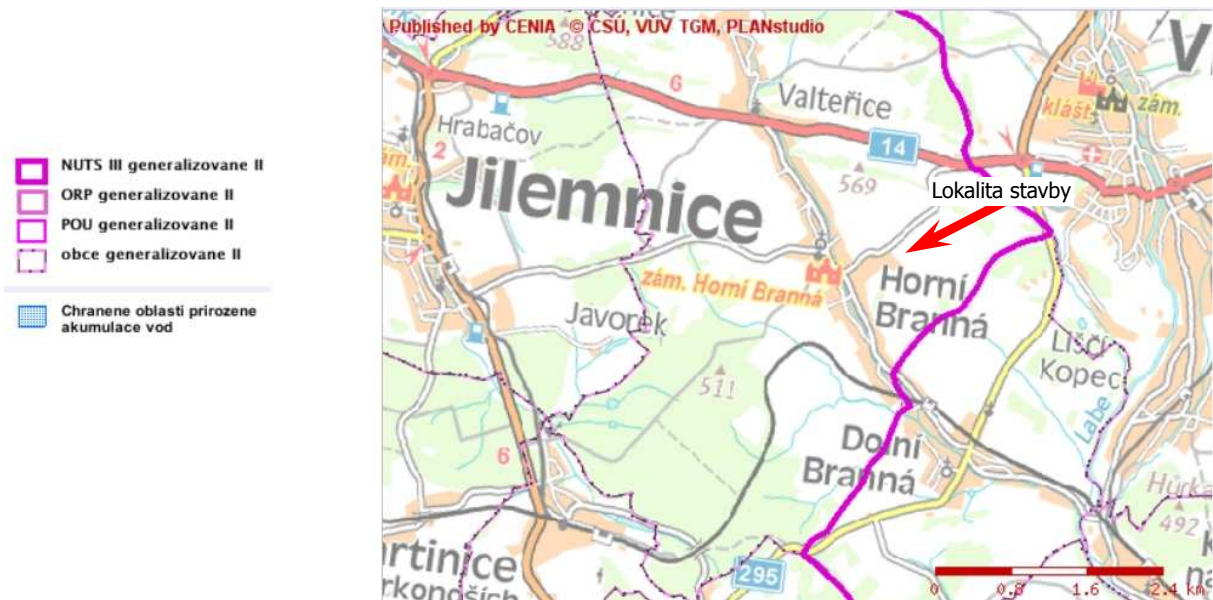 Published by CENIA © ČSÚ, VÚV TGM, PLANstudio
NUTS III generalizovane II
ORP generalizovane II
POU generalizovane II
obce generalizovane II
Chranene oblasti prirozene
akumulace vod
588
6
Valteřice
klášt.
zám.
Hrabačov
2
14
569
Jilemnice
Lokalita stavby
zám. Horní Branná
Horní
Branná
Javorek
Liščí
Kopec
511
Labe
Dolní
Branná
6
492
295
0 0.8 1.6 2.4 km